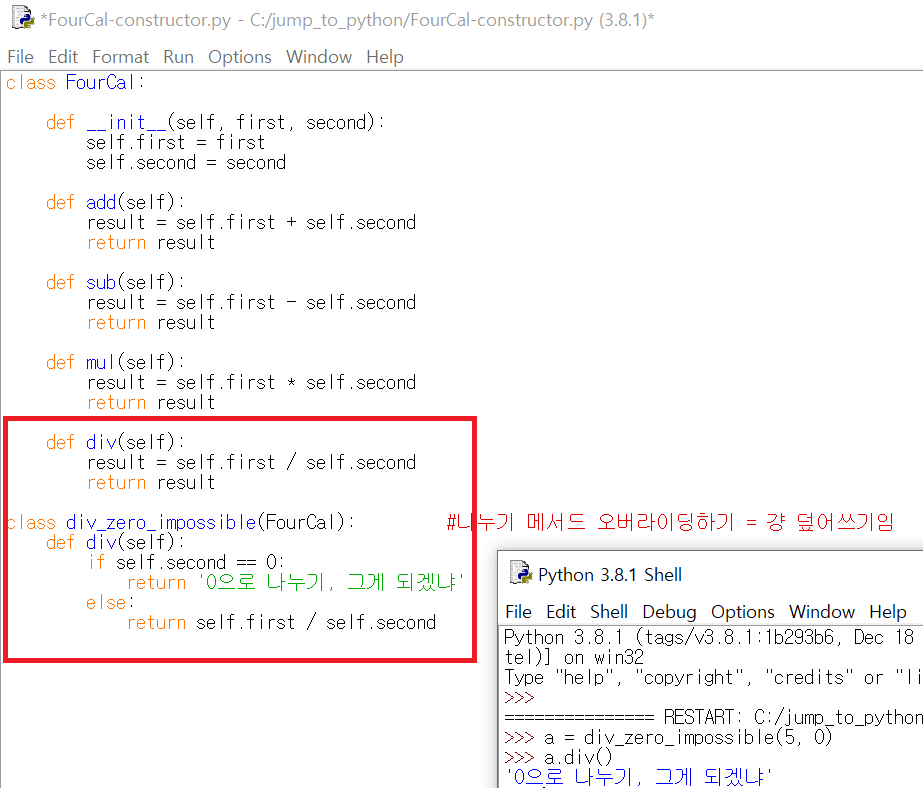 *FourCal-constructor.py - C:/jump_to_python/FourCal-constructor.py (3.8.1)*
File Edit Format Run Options Window Help
class FourCal:
def __init__(self, first, second):
self.first = first
self.second = second
def add(self):
result = self.first + self.second
return result
def sub(self):
result = self.first - self.second
return result
def mul(self):
result = self.first * self.second
return result
def div(self):
result = self.first / self.second
return result
class div_zero_impossible(FourCal): #나누기 메서드 오버라이딩하기 = 걍 덮어쓰기임
def div(self):
if self.second == 0:
return '0으로 나누기, 그게 되겠냐'
else:
return self.first / self.second
Python 3.8.1 Shell
File Edit Shell Debug Options Window Help
Python 3.8.1 (tags/v3.8.1:1b293b6, Dec 18
tel)] on win32
Type "help", "copyright", "credits" or "li
>>>
=============== RESTART: C:/jump_to_python
>>> a = div_zero_impossible(5, 0)
>>> a.div()
'0으로 나누기, 그게 되겠냐'